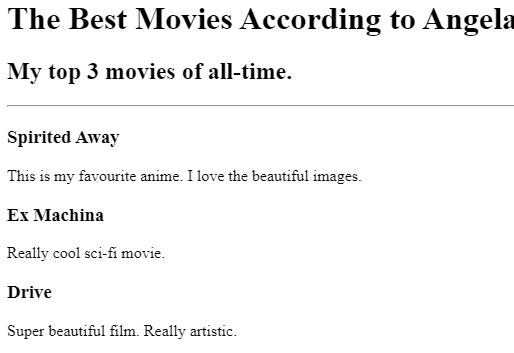 The Best Movies According to Angela
My top 3 movies of all-time.
Spirited Away
This is my favourite anime. I love the beautiful images.
Ex Machina
Really cool sci-fi movie.
Drive
Super beautiful film. Really artistic.